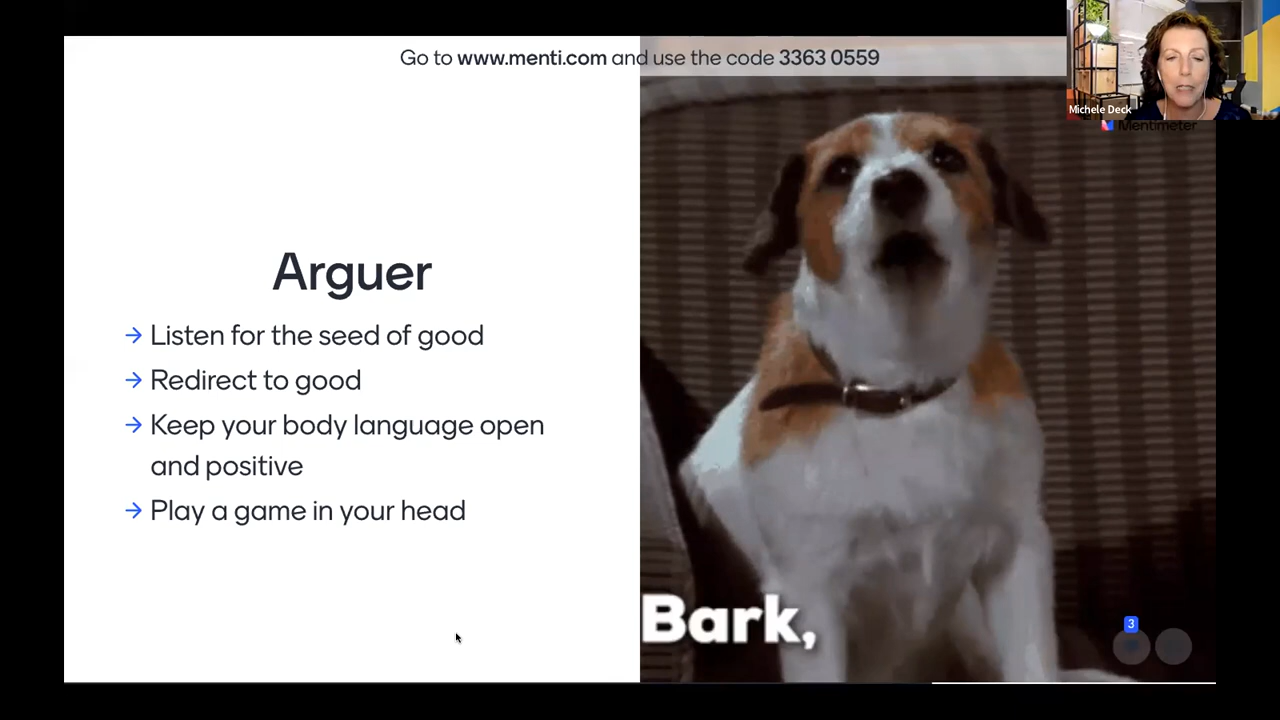 Go to www.menti.com and use the code 3363 0559
Michele Deck
Mentimeter
Arguer
→ Listen for the seed of good
→ Redirect to good
→ Keep your body language open
and positive
→ Play a game in your head
Bark,
3